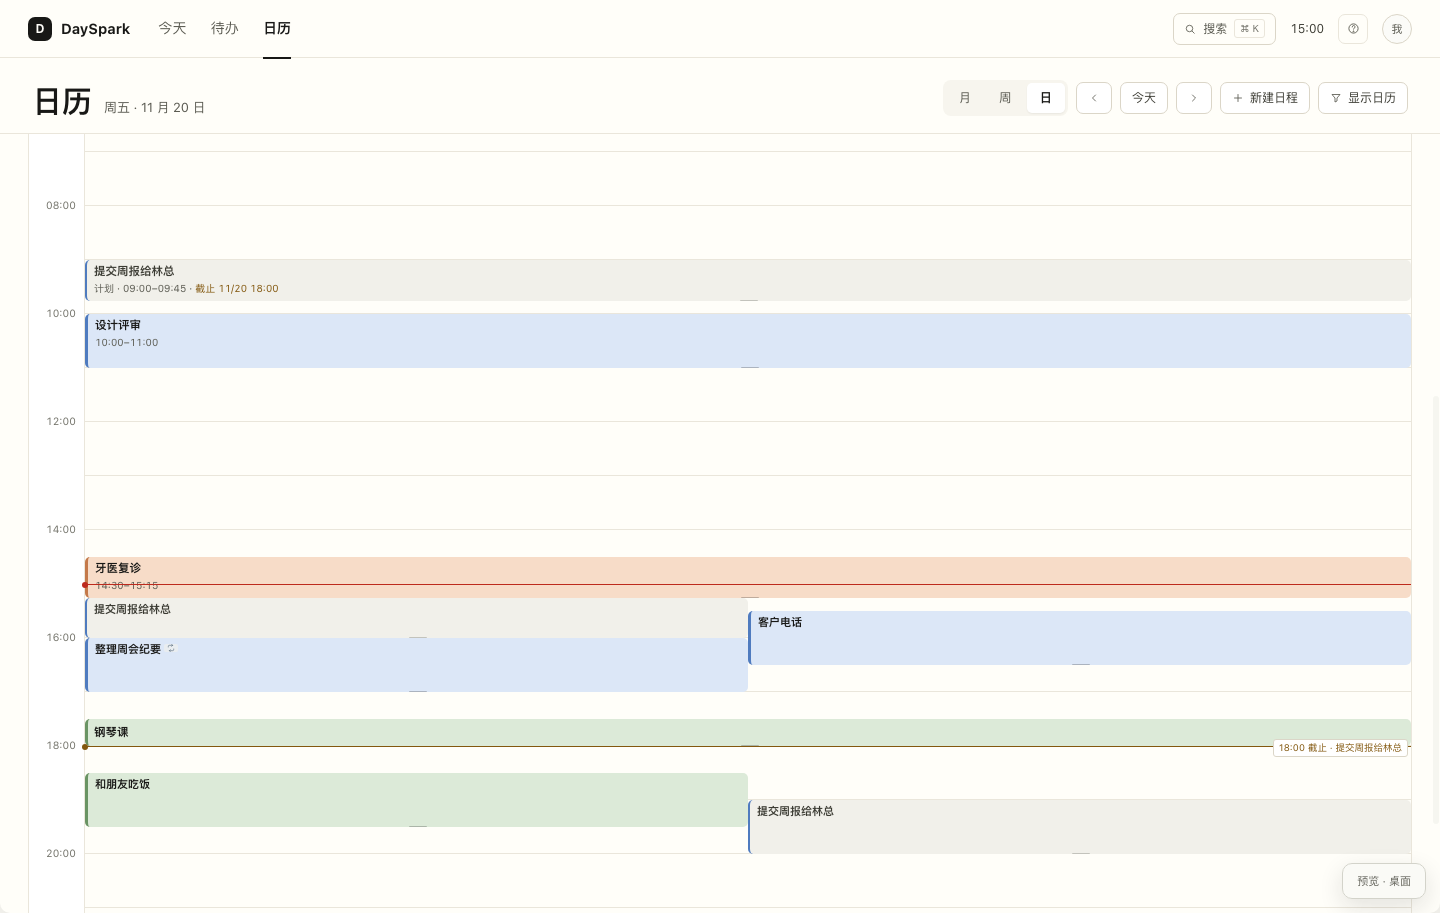 D DaySpark 今天 待办 日历 搜索 ⌘ K 15:00 我
日历 周五 · 11 月 20 日 月 周 日 今天 新建日程 显示日历
08:00
提交周报给林总
计划 · 09:00–09:45 · 截止 11/20 18:00
10:00
设计评审
10:00–11:00
12:00
14:00
牙医复诊
14:30–15:15
提交周报给林总
客户电话
16:00
整理周会纪要
钢琴课
18:00
18:00 截止 · 提交周报给林总
和朋友吃饭
提交周报给林总
20:00
预览 · 桌面